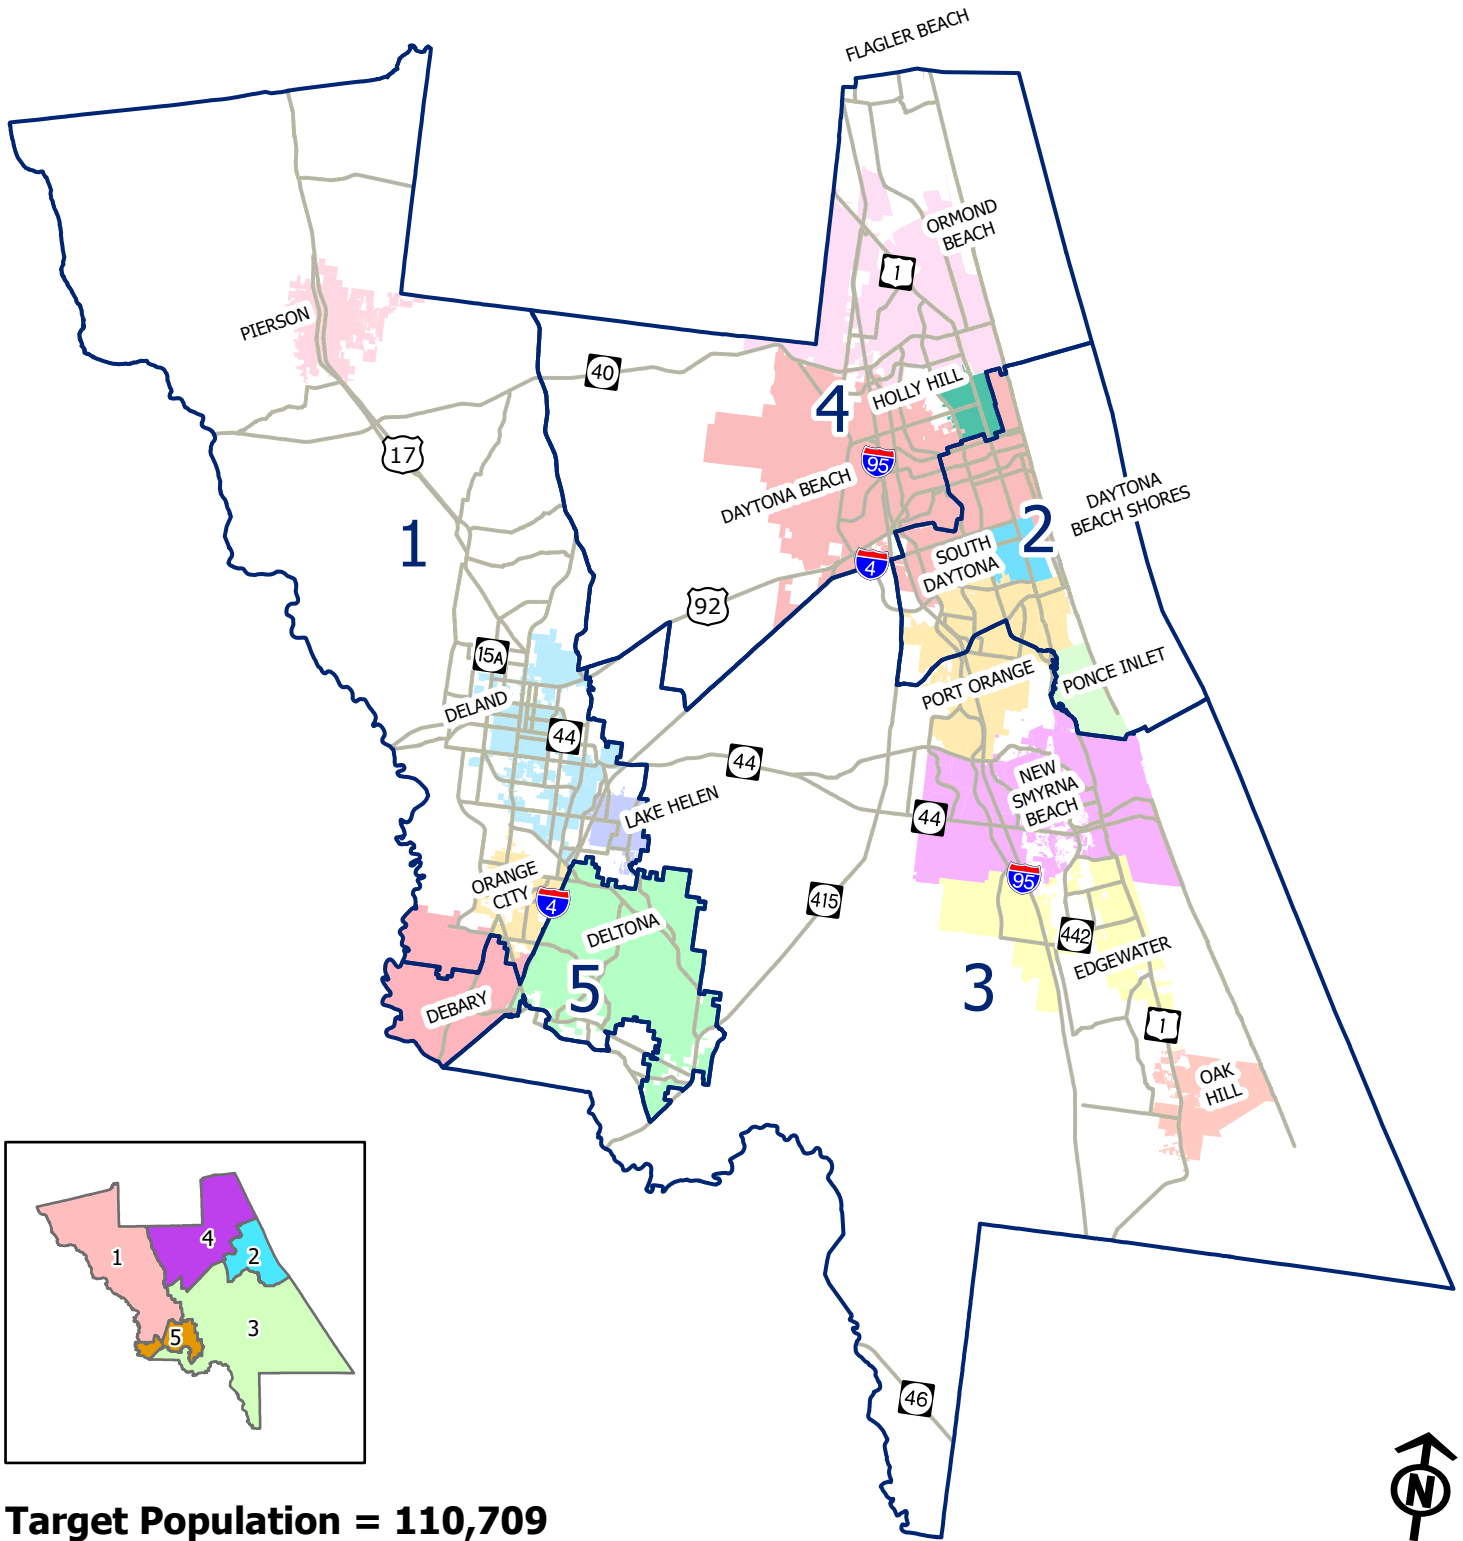 FLAGLER BEACH
ORMOND
BEACH
1
PIERSON
40
HOLLY HILL
4
17
95
DAYTONA BEACH
DAYTONA
BEACH SHORES
1
2
SOUTH
DAYTONA
4
92
15A
DELAND
44
PORT ORANGE
PONCE INLET
44
NEW
SMYRNA
BEACH
LAKE HELEN
44
ORANGE
CITY
4
95
415
DELTONA
442
EDGEWATER
5
3
DEBARY
1
OAK
HILL
1
4
2
3
5
46
N
Target Population = 110,709